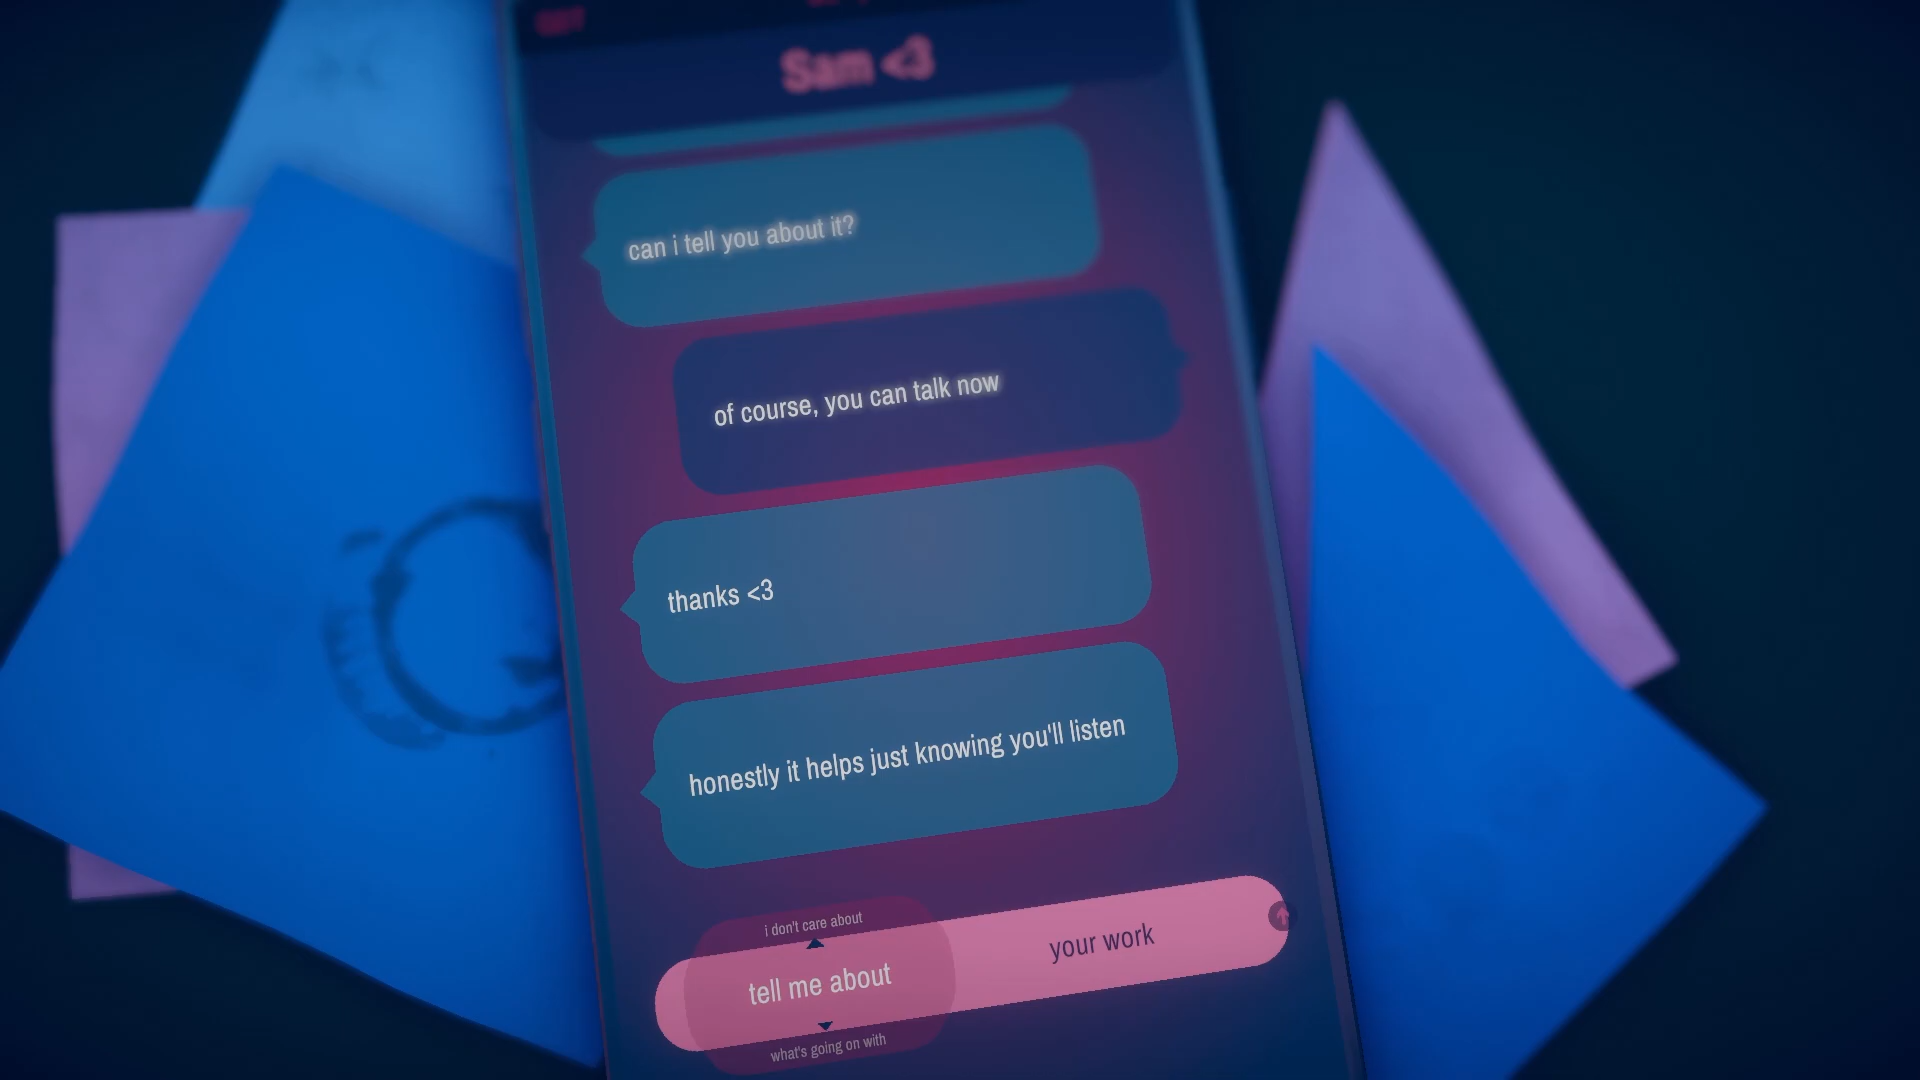 Sam <3
can i tell you about it?
of course, you can talk now
thanks <3
honestly it helps just knowing you'll listen
i don't care about
tell me about
your work
what's going on with